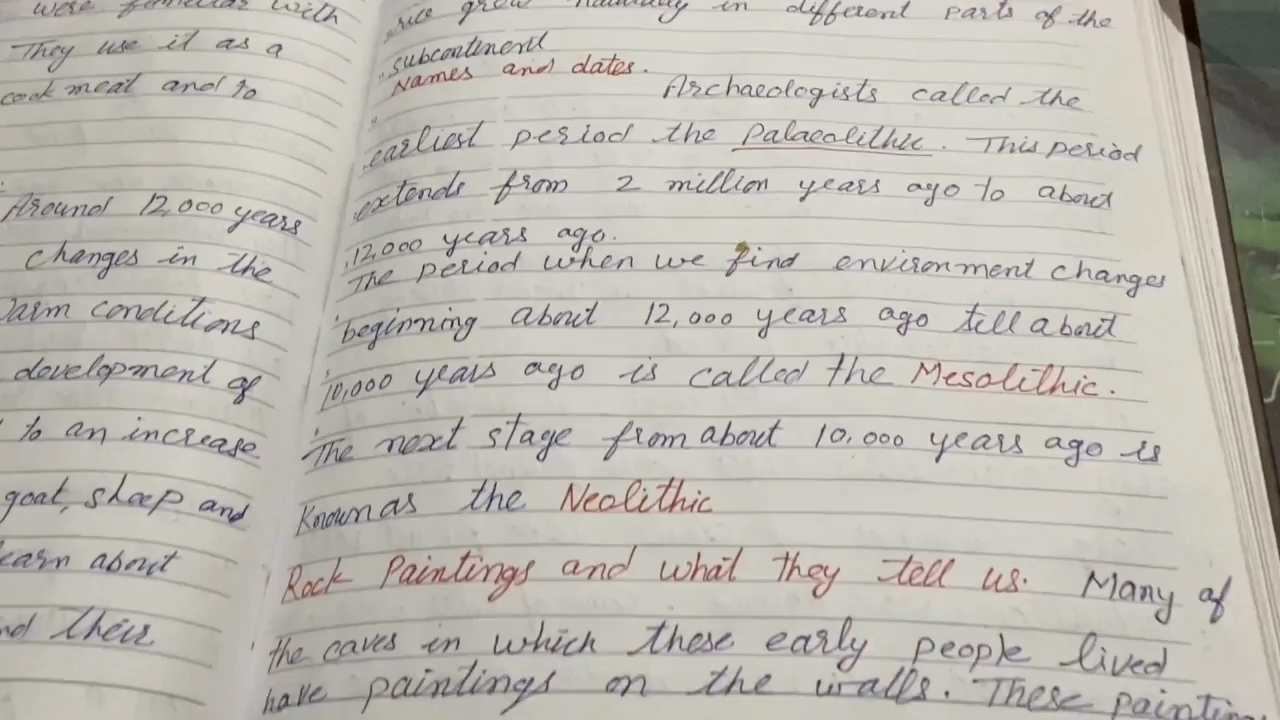 were familiar with
They use it as a
cook meat and to
Around 12,000 years
changes in the
warm conditions
development of
to an increase
goat, sheep and
learn about
nd their
rice grow naturally in different parts of the
subcontinent
Names and dates.
Archaeologists called the
earliest period the Palaeolithic. This period
extends from 2 million years ago to about
12,000 years ago.
The period when we find environment changes
beginning about 12,000 years ago till about
10,000 years ago is called the Mesolithic.
The next stage from about 10,000 years ago is
Known as the Neolithic
Rock Paintings and what they tell us. Many of
the caves in which these early people lived
have paintings on the walls. These paintin